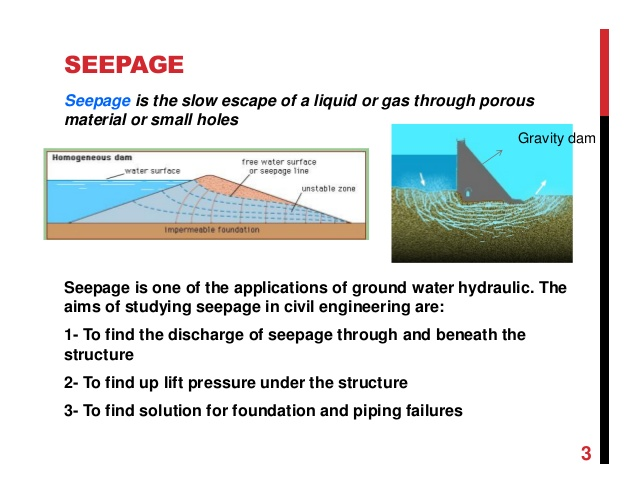 SEEPAGE
Seepage is the slow escape of a liquid or gas through porous
material or small holes
Gravity dam
Homogeneous dam
water surface
free water surface
or seepage line
unstable zone
Impermeable foundation
Seepage is one of the applications of ground water hydraulic. The
aims of studying seepage in civil engineering are:
1- To find the discharge of seepage through and beneath the
structure
2- To find up lift pressure under the structure
3- To find solution for foundation and piping failures
3